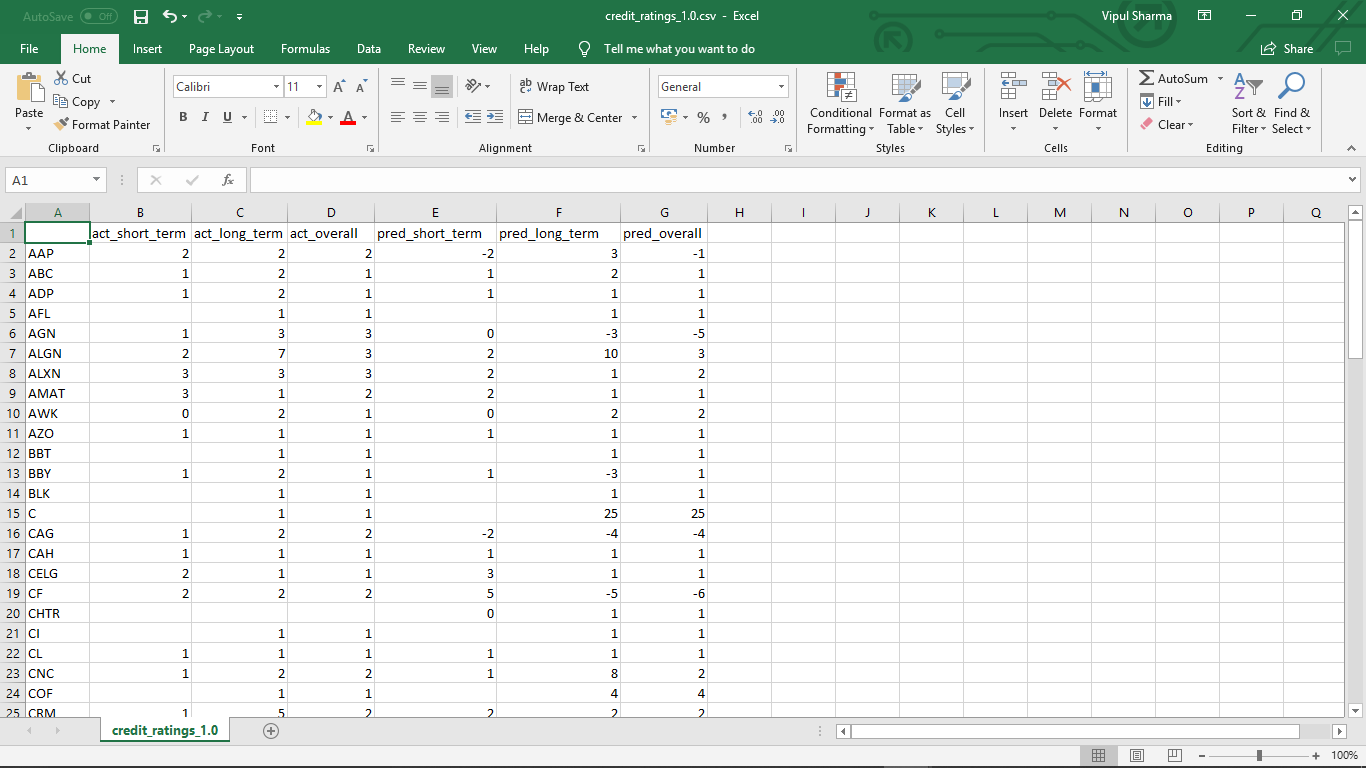 AutoSave Off credit_ratings_1.0.csv - Excel Vipul Sharma
File Home Insert Page Layout Formulas Data Review View Help Tell me what you want to do Share
Paste Cut Copy Format Painter Clipboard
Calibri 11 A A B I U A Font
ab Wrap Text Merge & Center Alignment
General % , .00 .00 Number
Conditional Formatting Format as Table Cell Styles Styles
Insert Delete Format Cells
AutoSum Fill Clear Sort & Filter Find & Select Editing
A1 fx
A B C D E F G H I J K L M N O P Q
1 act_short_term act_long_term act_overall pred_short_term pred_long_term pred_overall
2 AAP 2 2 2 -2 3 -1
3 ABC 1 2 1 1 2 1
4 ADP 1 2 1 1 1 1
5 AFL 1 1 1 1
6 AGN 1 3 3 0 -3 -5
7 ALGN 2 7 3 2 10 3
8 ALXN 3 3 3 2 1 2
9 AMAT 3 1 2 2 1 1
10 AWK 0 2 1 0 2 2
11 AZO 1 1 1 1 1 1
12 BBT 1 1 1 1
13 BBY 1 2 1 1 -3 1
14 BLK 1 1 1 1
15 C 1 1 25 25
16 CAG 1 2 2 -2 -4 -4
17 CAH 1 1 1 1 1 1
18 CELG 2 1 1 3 1 1
19 CF 2 2 2 5 -5 -6
20 CHTR 0 1 1
21 CI 1 1 1 1
22 CL 1 1 1 1 1 1
23 CNC 1 2 2 1 8 2
24 COF 1 1 4 4
25 CRM 1 5 2 2 2 2
credit_ratings_1.0
100%